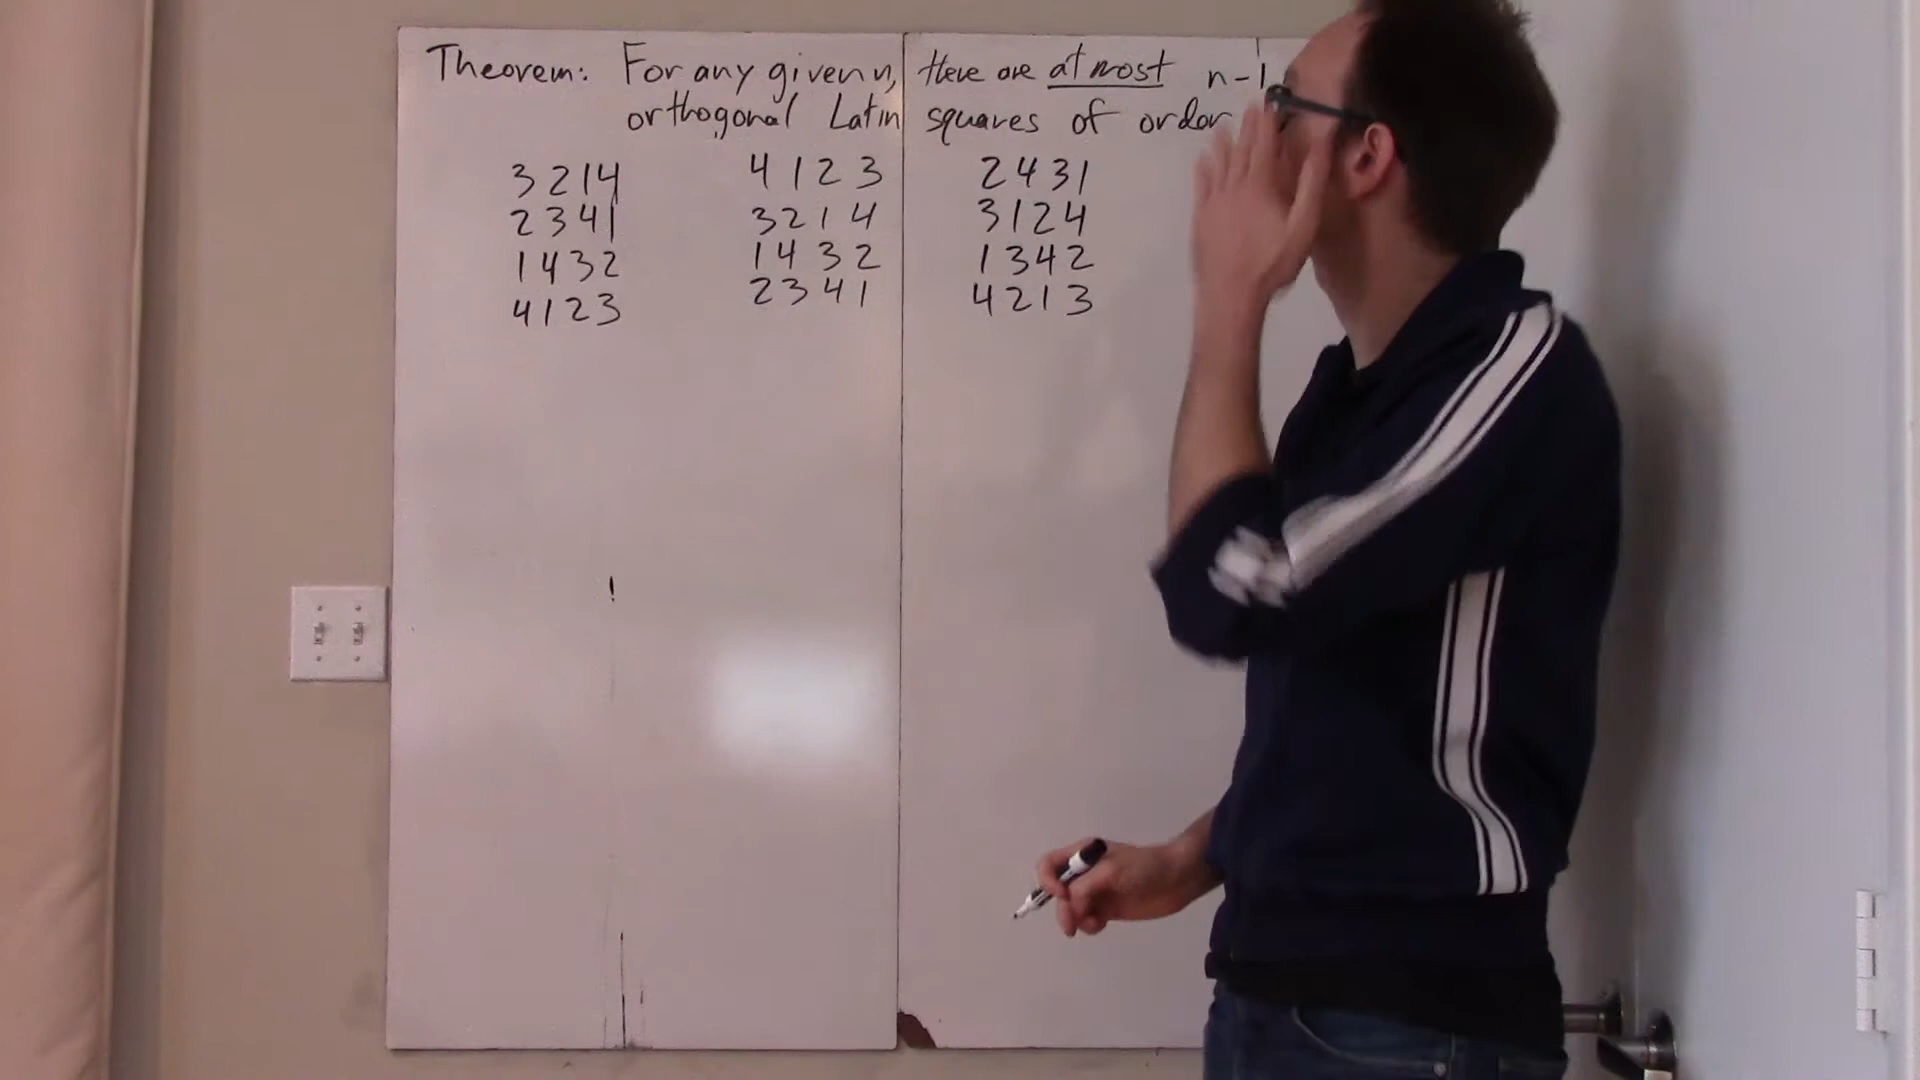 Theorem: For any given n, there are at most n-1
orthogonal Latin squares of order
3 2 1 4
2 3 4 1
1 4 3 2
4 1 2 3
4 1 2 3
3 2 1 4
1 4 3 2
2 3 4 1
2 4 3 1
3 1 2 4
1 3 4 2
4 2 1 3